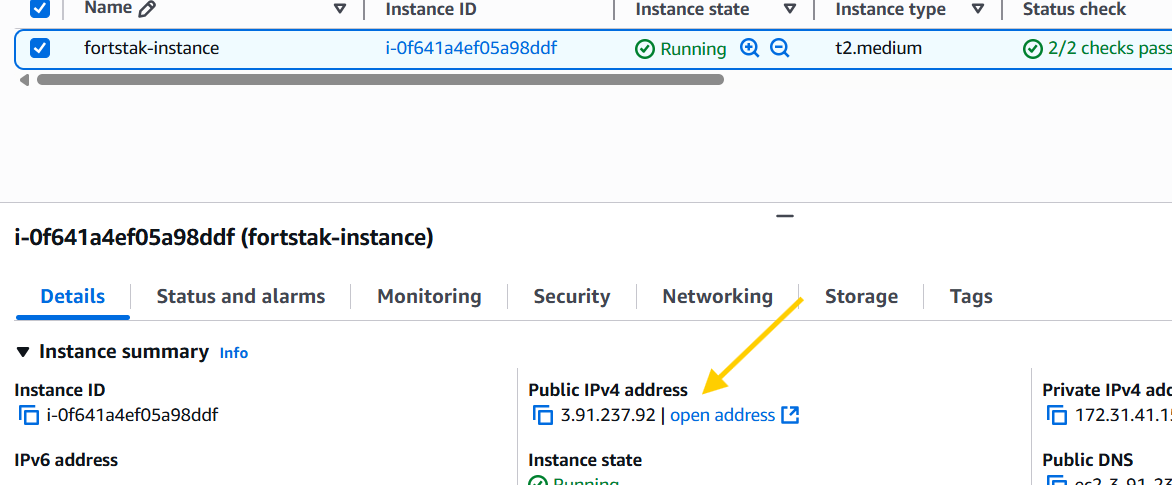 Name Instance ID Instance state Instance type Status check
fortstak-instance i-0f641a4ef05a98ddf Running t2.medium 2/2 checks pass
i-0f641a4ef05a98ddf (fortstak-instance)
Details Status and alarms Monitoring Security Networking Storage Tags
Instance summary Info
Instance ID Public IPv4 address Private IPv4 add
i-0f641a4ef05a98ddf 3.91.237.92 | open address 172.31.41.15
IPv6 address Instance state Public DNS
Running ec2-3-91-23